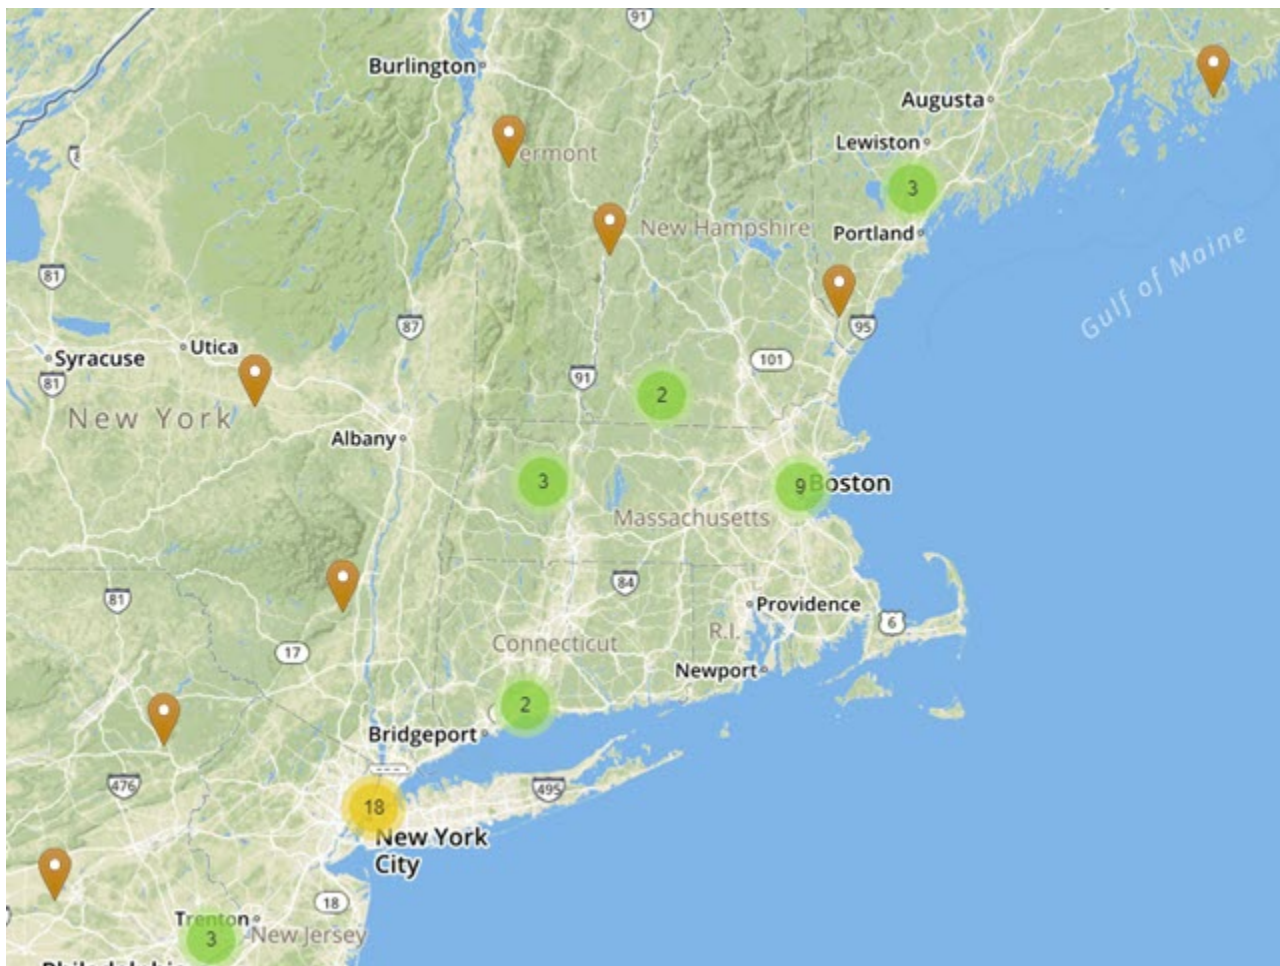 91
Burlington
Augusta
Lewiston
ermont
3
New Hampshire
Portland
Gulf of Maine
81
87
95
Utica
Syracuse
101
81
91
2
New York
Albany
3
9
Boston
Massachusetts
84
81
Providence
6
R.I.
17
Connecticut
Newport
2
Bridgeport
476
495
18
New York
City
18
Trenton
3
New Jersey